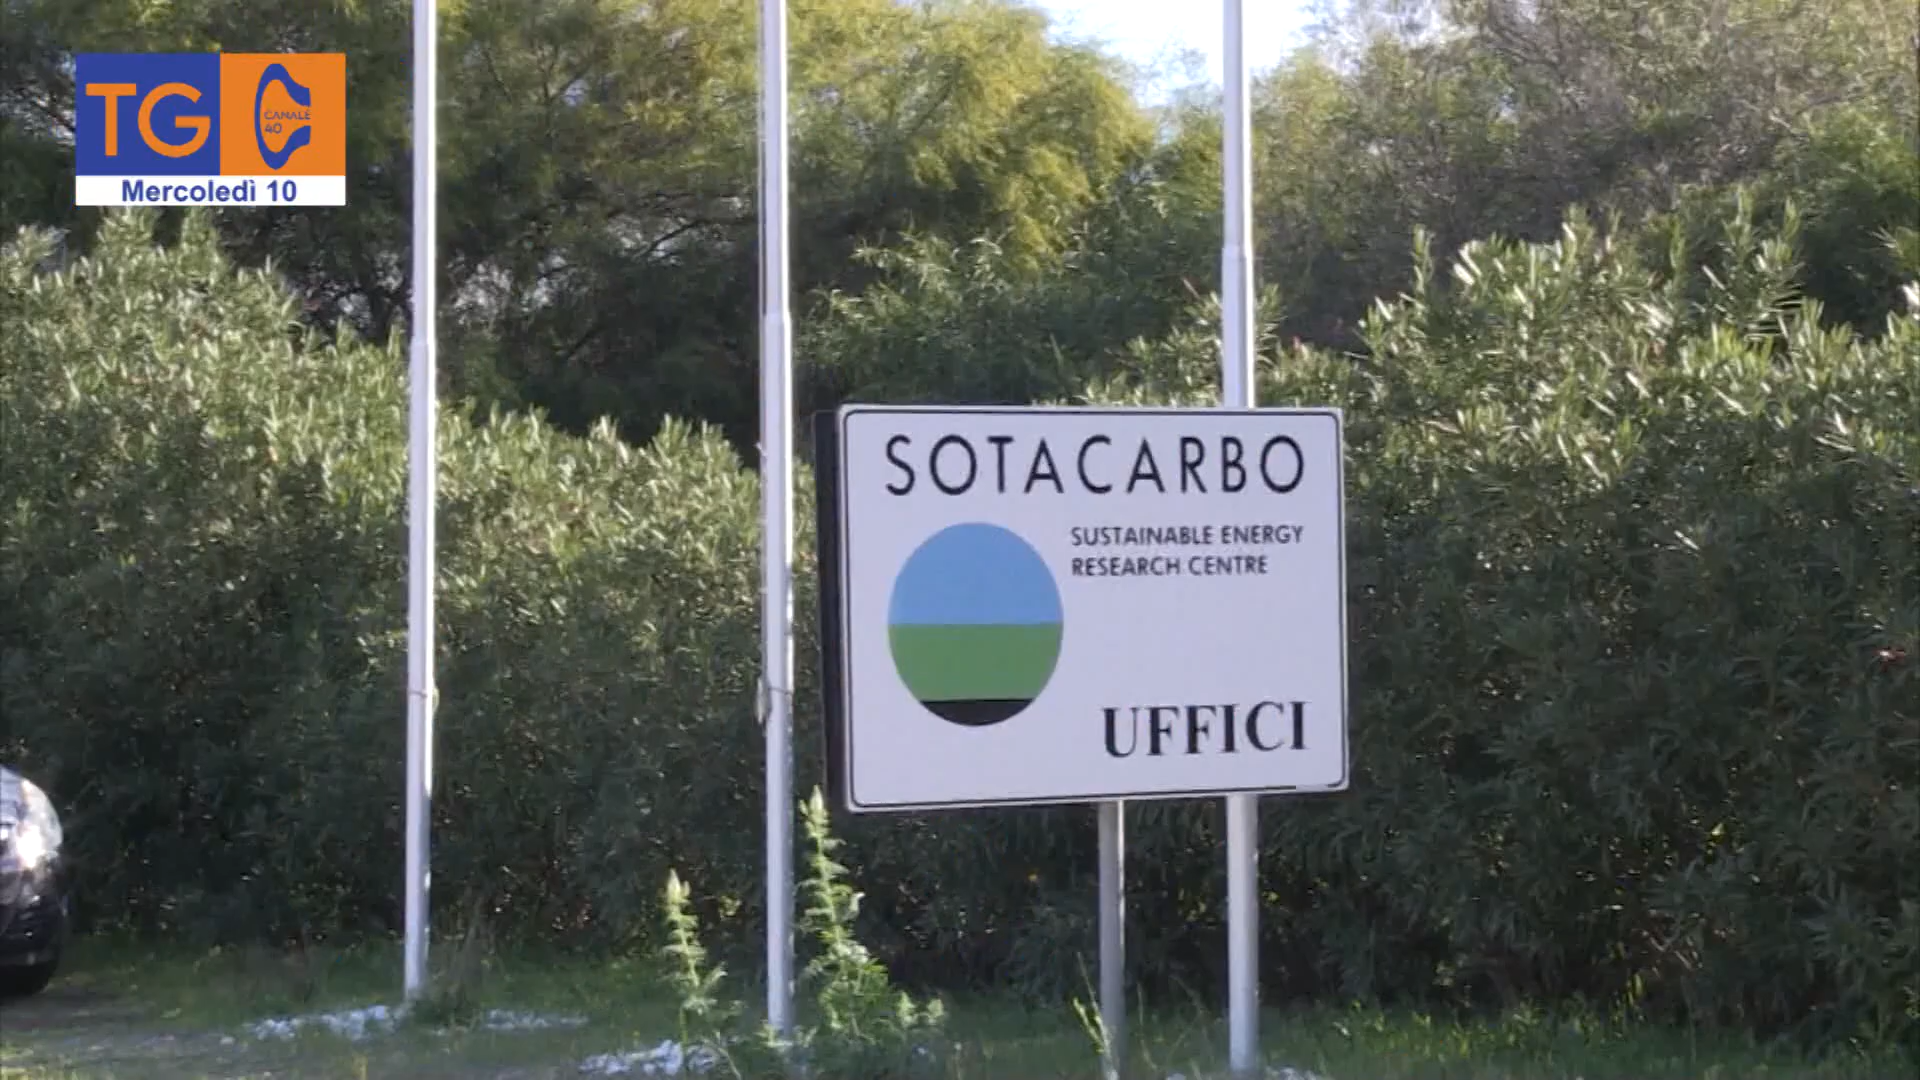 TG
CANALE
40
Mercoledì 10
SOTACARBO
SUSTAINABLE ENERGY
RESEARCH CENTRE
UFFICI